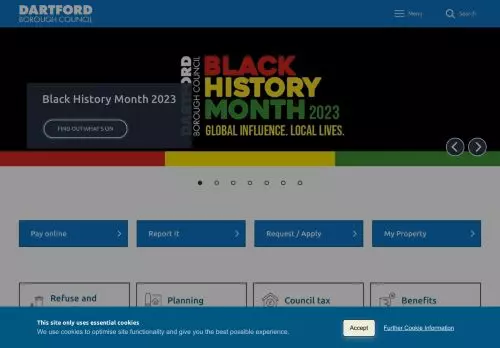 DARTFORD
BOROUGH COUNCIL
Menu
Search
DARTFORD
BOROUGH COUNCIL
BLACK
HISTORY
MONTH 2023
GLOBAL INFLUENCE. LOCAL LIVES.
Black History Month 2023
FIND OUT WHAT'S ON
Pay online
Report It
Request / Apply
My Property
Refuse and
Planning
Council tax
Benefits
This site only uses essential cookies
We use cookies to optimise site functionality and give you the best possible experience.
Accept
Further Cookie Information